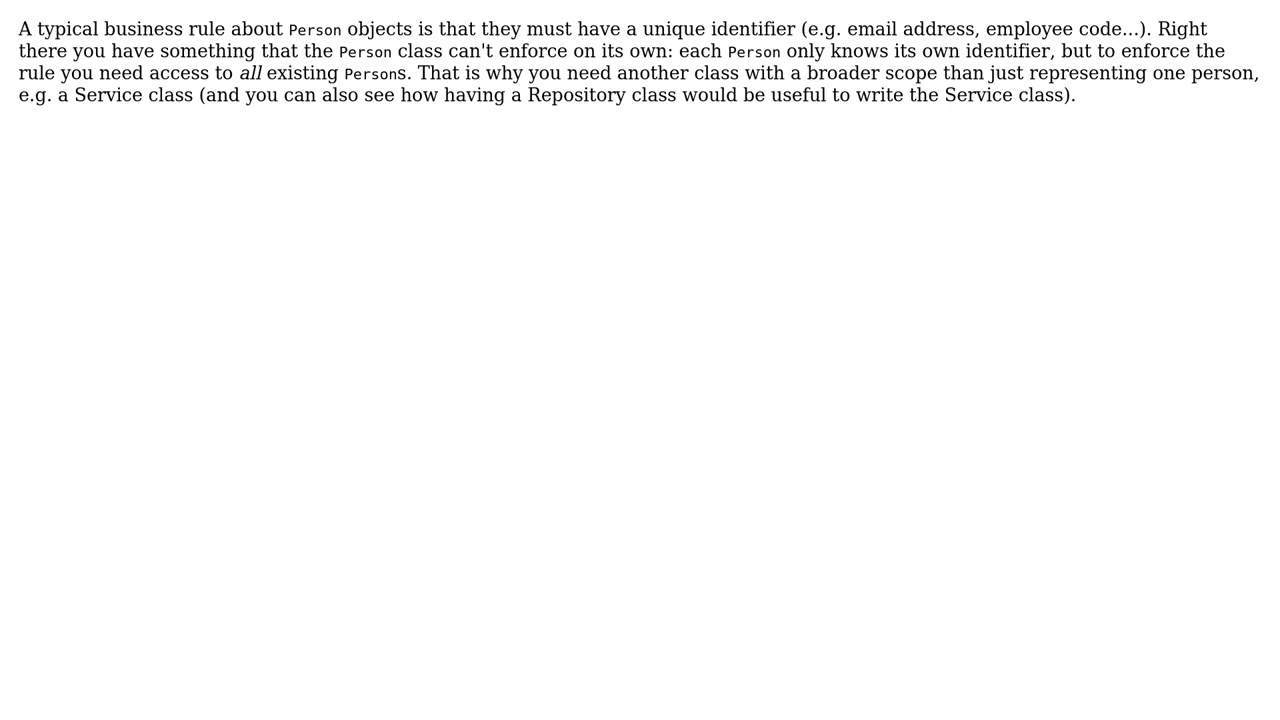 A typical business rule about Person objects is that they must have a unique identifier (e.g. email address, employee code...). Right
there you have something that the Person class can't enforce on its own: each Person only knows its own identifier, but to enforce the
rule you need access to all existing Persons. That is why you need another class with a broader scope than just representing one person,
e.g. a Service class (and you can also see how having a Repository class would be useful to write the Service class).